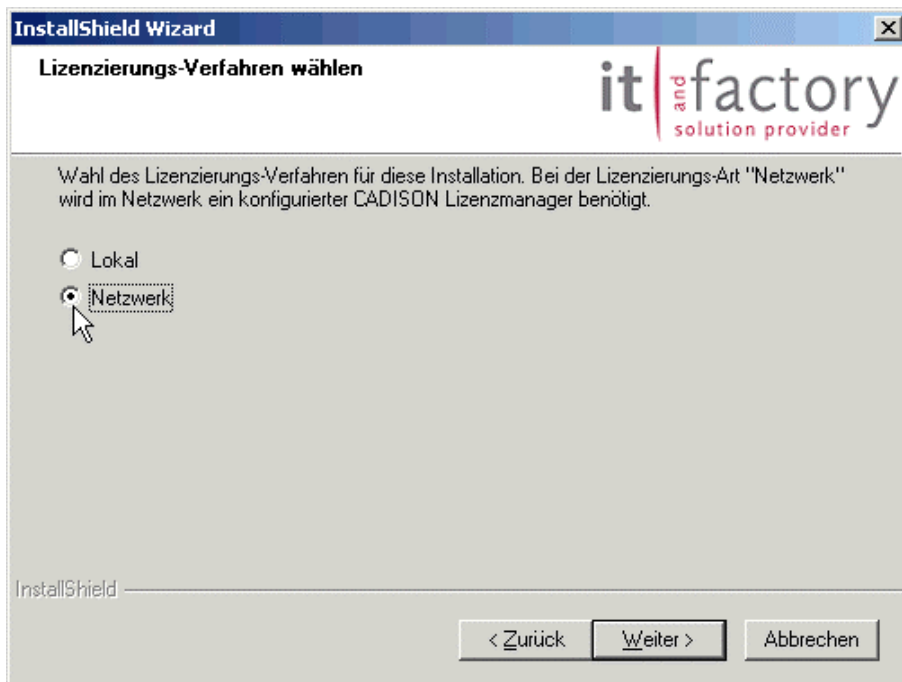 InstallShield Wizard
Lizenzierungs-Verfahren wählen
it and factory
solution provider
Wahl des Lizenzierungs-Verfahren für diese Installation. Bei der Lizenzierungs-Art "Netzwerk"
wird im Netzwerk ein konfigurierter CADISON Lizenzmanager benötigt.
Lokal
Netzwerk
InstallShield
< Zurück Weiter > Abbrechen